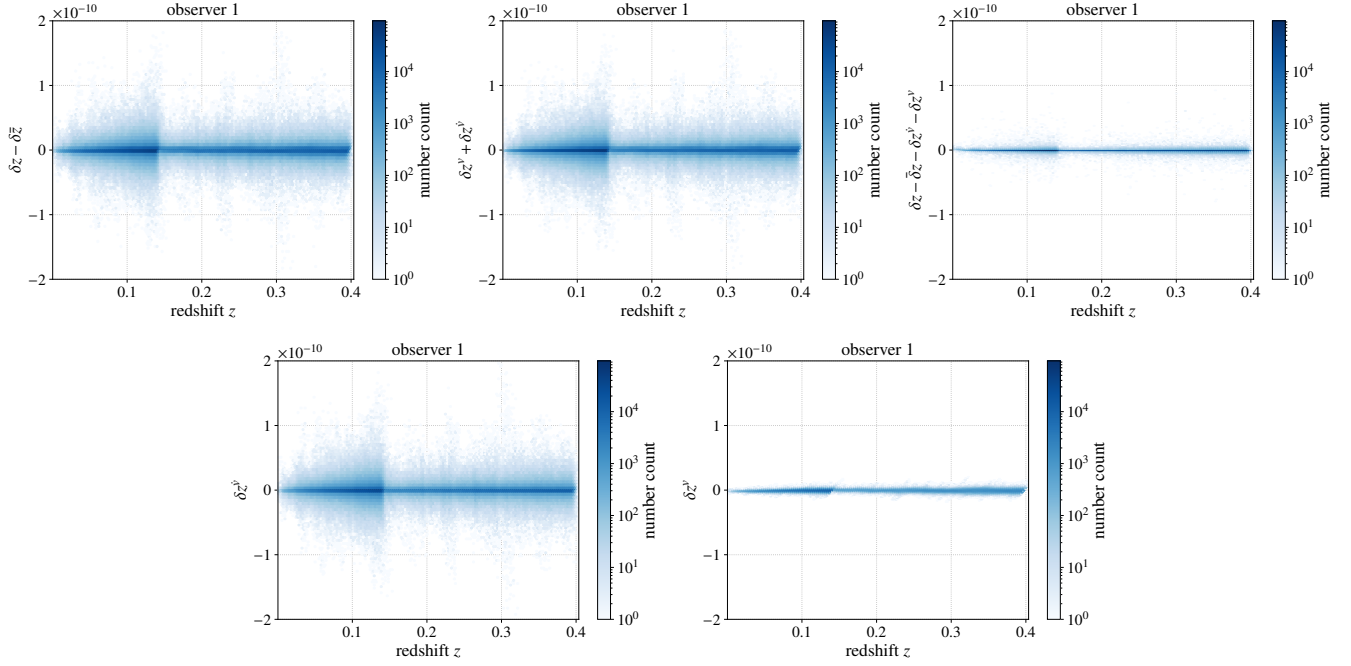 ×10⁻¹⁰ observer 1
2
1
0
−1
−2
δz − δz̄
0.1 0.2 0.3 0.4
redshift z
10⁴
10³
10²
10¹
10⁰
number count
×10⁻¹⁰ observer 1
2
1
0
−1
−2
δzᵛ + δz^v̇
0.1 0.2 0.3 0.4
redshift z
10⁴
10³
10²
10¹
10⁰
number count
×10⁻¹⁰ observer 1
2
1
0
−1
−2
δz − δ̄z − δz^v̇ − δzᵛ
0.1 0.2 0.3 0.4
redshift z
10⁴
10³
10²
10¹
10⁰
number count
×10⁻¹⁰ observer 1
2
1
0
−1
−2
δz^v̇
0.1 0.2 0.3 0.4
redshift z
10⁴
10³
10²
10¹
10⁰
number count
×10⁻¹⁰ observer 1
2
1
0
−1
−2
δzᵛ
0.1 0.2 0.3 0.4
redshift z
10⁴
10³
10²
10¹
10⁰
number count